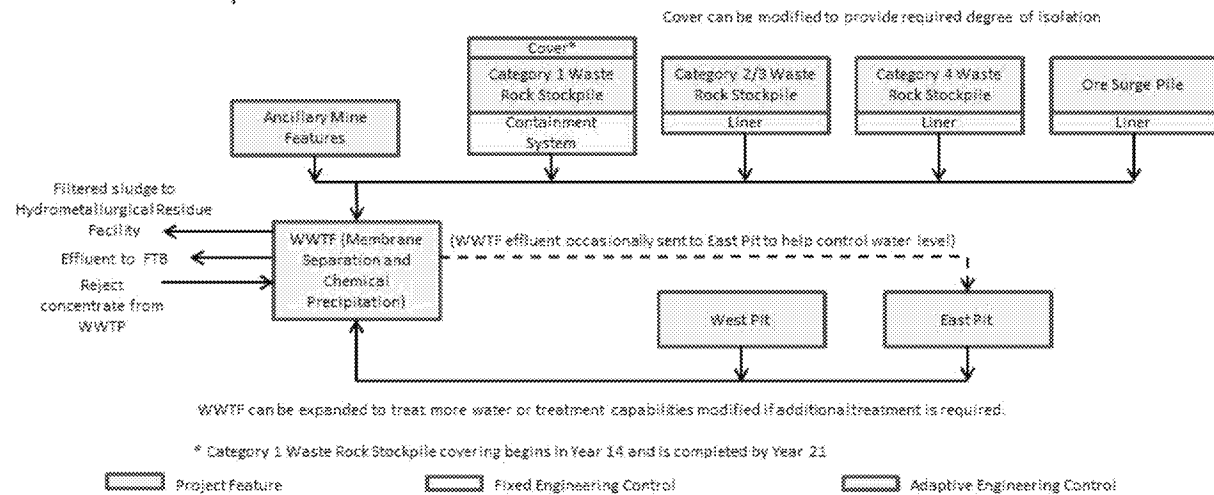 Cover can be modified to provide required degree of isolation
Cover*
Category 1 Waste
Rock Stockpile
Containment
System
Category 2/3 Waste
Rock Stockpile
Liner
Category 4 Waste
Rock Stockpile
Liner
Ore Surge Pile
Liner
Ancillary Mine
Features
Filtered sludge to
Hydrometallurgical Residue
Facility
Effluent to FTB
Reject
concentrate from
WWTP
WWTF (Membrane
Separation and
Chemical
Precipitation)
(WWTF effluent occasionally sent to East Pit to help control water level)
West Pit
East Pit
WWTF can be expanded to treat more water or treatment capabilities modified if additional treatment is required.
* Category 1 Waste Rock Stockpile covering begins in Year 14 and is completed by Year 21
Project Feature
Fixed Engineering Control
Adaptive Engineering Control